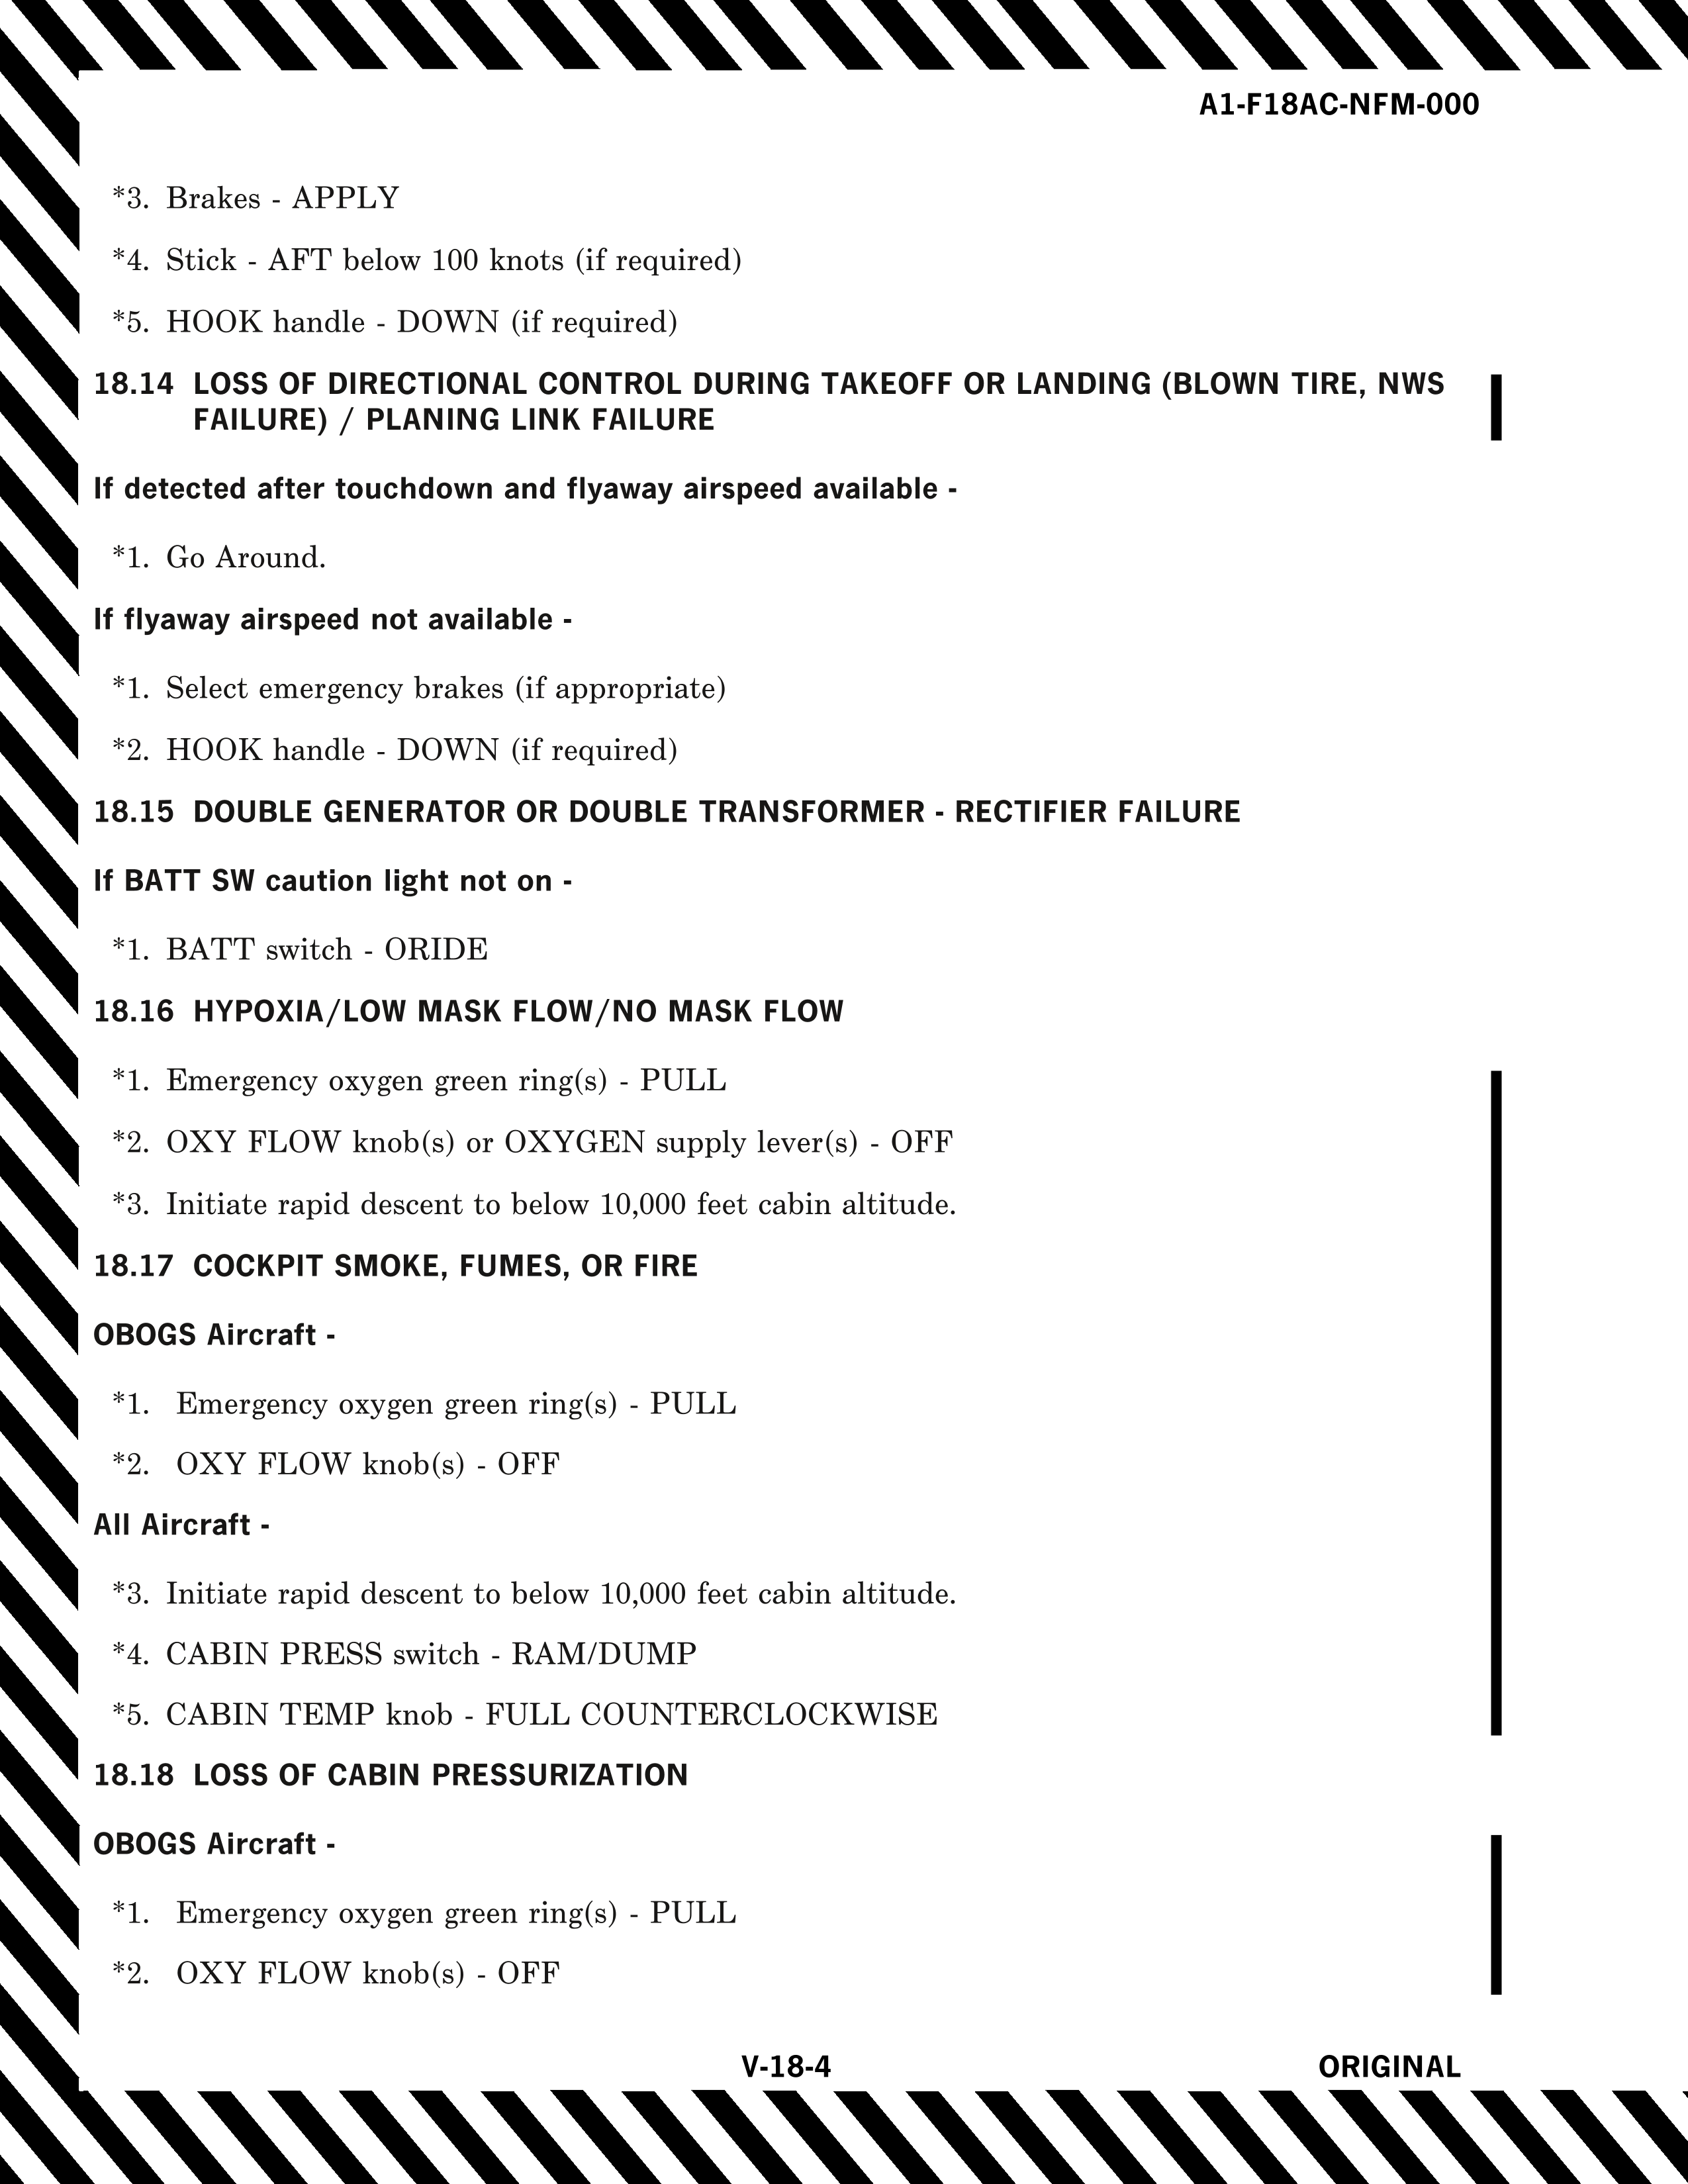 A1-F18AC-NFM-000
*3. Brakes - APPLY
*4. Stick - AFT below 100 knots (if required)
*5. HOOK handle - DOWN (if required)
18.14 LOSS OF DIRECTIONAL CONTROL DURING TAKEOFF OR LANDING (BLOWN TIRE, NWS
FAILURE) / PLANING LINK FAILURE
If detected after touchdown and flyaway airspeed available -
*1. Go Around.
If flyaway airspeed not available -
*1. Select emergency brakes (if appropriate)
*2. HOOK handle - DOWN (if required)
18.15 DOUBLE GENERATOR OR DOUBLE TRANSFORMER - RECTIFIER FAILURE
If BATT SW caution light not on -
*1. BATT switch - ORIDE
18.16 HYPOXIA/LOW MASK FLOW/NO MASK FLOW
*1. Emergency oxygen green ring(s) - PULL
*2. OXY FLOW knob(s) or OXYGEN supply lever(s) - OFF
*3. Initiate rapid descent to below 10,000 feet cabin altitude.
18.17 COCKPIT SMOKE, FUMES, OR FIRE
OBOGS Aircraft -
*1. Emergency oxygen green ring(s) - PULL
*2. OXY FLOW knob(s) - OFF
All Aircraft -
*3. Initiate rapid descent to below 10,000 feet cabin altitude.
*4. CABIN PRESS switch - RAM/DUMP
*5. CABIN TEMP knob - FULL COUNTERCLOCKWISE
18.18 LOSS OF CABIN PRESSURIZATION
OBOGS Aircraft -
*1. Emergency oxygen green ring(s) - PULL
*2. OXY FLOW knob(s) - OFF
V-18-4
ORIGINAL